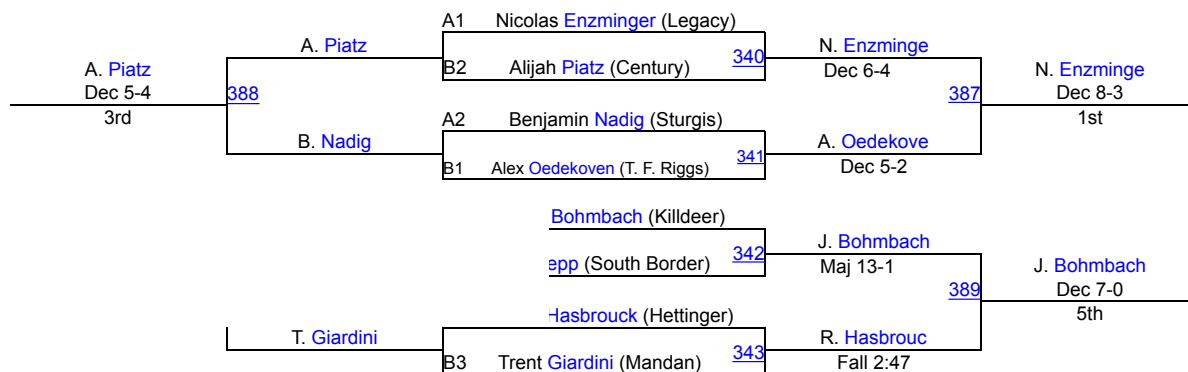 A1 Nicolas Enzminger (Legacy)
A. Piatz 340 N. Enzminge
A. Piatz B2 Alijah Piatz (Century) Dec 6-4 N. Enzminge
Dec 5-4 388 387 Dec 8-3
3rd A2 Benjamin Nadig (Sturgis) 1st
B. Nadig 341 A. Oedekove
B1 Alex Oedekoven (T. F. Riggs) Dec 5-2
Bohmbach (Killdeer)
342 J. Bohmbach
epp (South Border) Maj 13-1 J. Bohmbach
389 Dec 7-0
Hasbrouck (Hettinger) 5th
T. Giardini 343 R. Hasbrouc
B3 Trent Giardini (Mandan) Fall 2:47